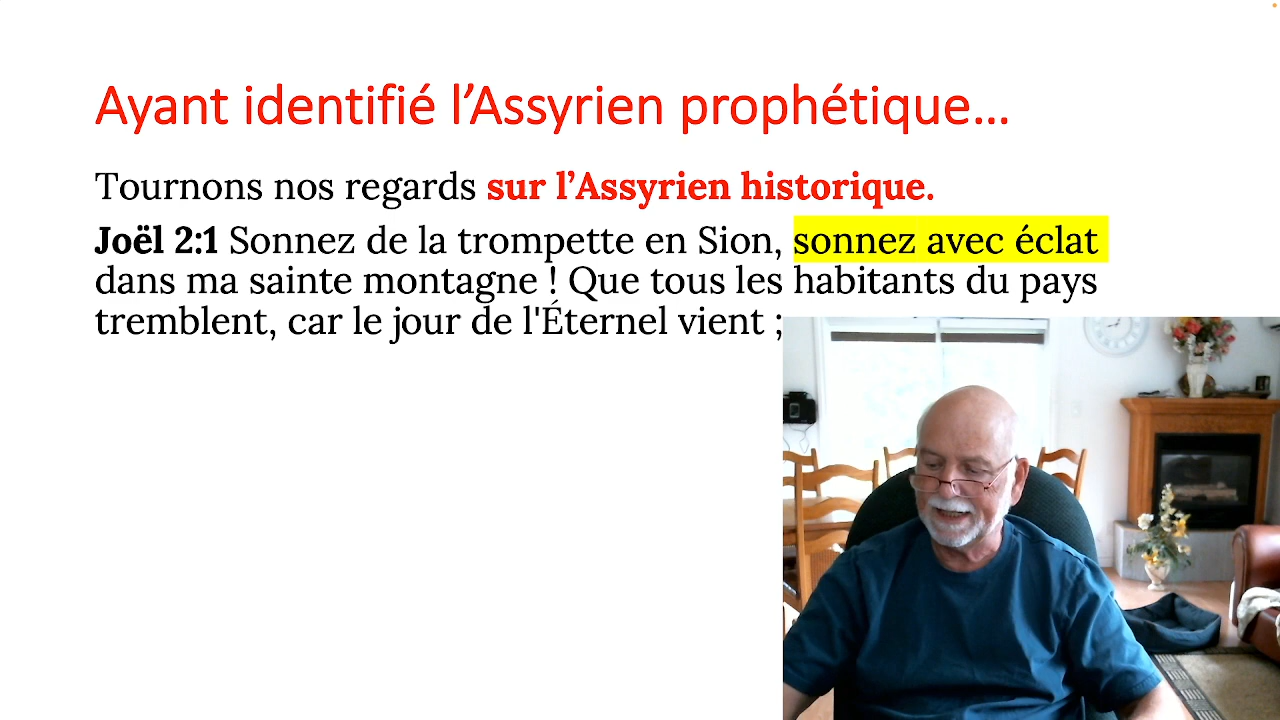 Ayant identifié l’Assyrien prophétique…
Tournons nos regards sur l’Assyrien historique.
Joël 2:1 Sonnez de la trompette en Sion, sonnez avec éclat
dans ma sainte montagne ! Que tous les habitants du pays
tremblent, car le jour de l'Éternel vient ;